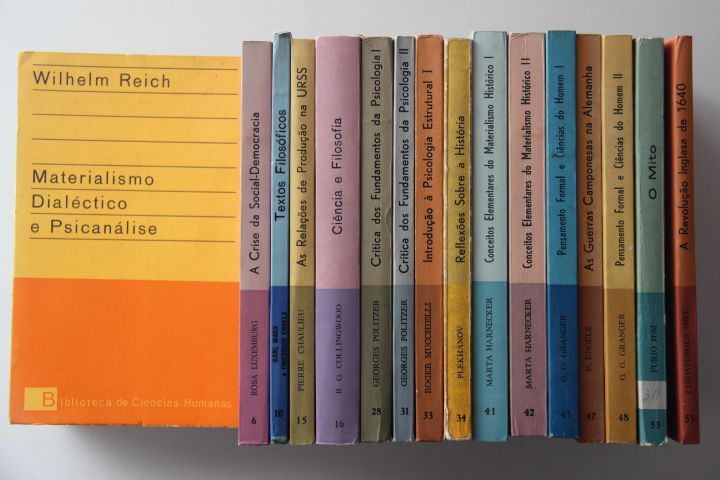 Wilhelm Reich
Materialismo
Dialéctico
e Psicanálise
Biblioteca de Ciências Humanas
A Crise da Social-Democracia
ROSA LUXEMBURG
6
Textos Filosóficos
KARL MARX
e FRIEDRICH ENGELS
10
As Relações de Produção na URSS
PIERRE CHAULIEU
15
Ciência e Filosofia
R. G. COLLINGWOOD
16
Crítica dos Fundamentos da Psicologia I
GEORGES POLITZER
28
Crítica dos Fundamentos da Psicologia II
GEORGES POLITZER
31
Introdução à Psicologia Estrutural I
ROGER MUCCHIELLI
33
Reflexões Sobre a História
PLEKHANOV
34
Conceitos Elementares do Materialismo Histórico I
MARTA HARNECKER
41
Conceitos Elementares do Materialismo Histórico II
MARTA HARNECKER
42
Pensamento Formal e Ciências do Homem I
G. G. GRANGER
43
As Guerras Camponesas na Alemanha
F. ENGELS
47
Pensamento Formal e Ciências do Homem II
G. G. GRANGER
48
O Mito
FURIO JESI
53
A Revolução Inglesa de 1640
CHRISTOPHER HILL
55